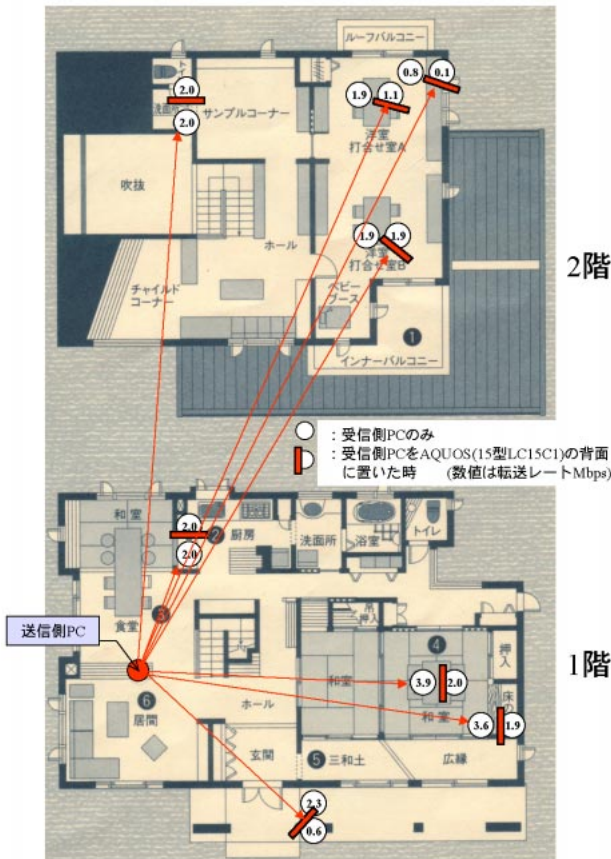 ルーフバルコニー
トイレ
洗面所
2.0
2.0
サンプルコーナー
1.9
1.1
0.8
0.1
洋室
打合せ室A
吹抜
ホール
1.9
1.9
洋室
打合せ室B
チャイルド
コーナー
ベビー
ブース
1
インナーバルコニー
2階
:受信側PCのみ
:受信側PCをAQUOS(15型LC15C1)の背面
に置いた時 (数値は転送レートMbps)
和室
2.0
2
2.0
厨房
洗面所
浴室
トイレ
3
食堂
送信側PC
押入
4
押入
和室
3.9
2.0
和室
床の間
3.6
1.9
1階
6
居間
ホール
玄関
5
三和土
広縁
2.3
0.6